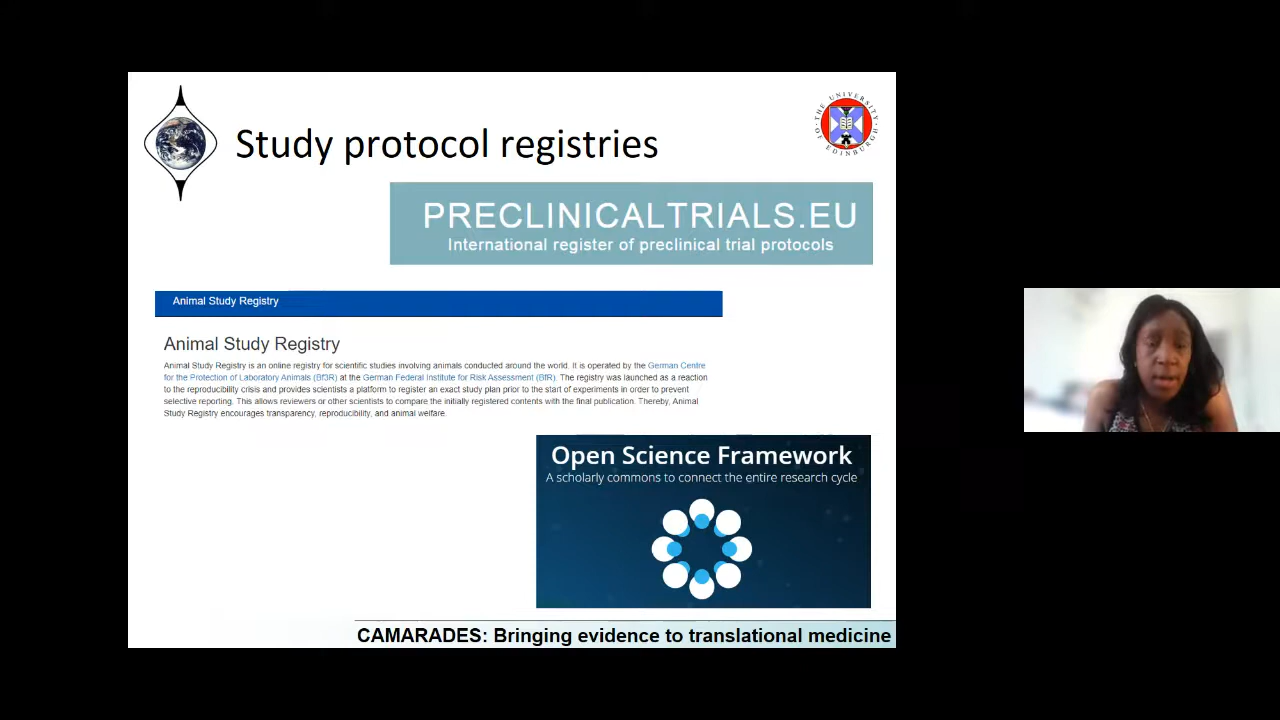 Study protocol registries
THE UNIVERSITY OF EDINBURGH
PRECLINICALTRIALS.EU
International register of preclinical trial protocols
Animal Study Registry
Animal Study Registry
Animal Study Registry is an online registry for scientific studies involving animals conducted around the world. It is operated by the German Centre
for the Protection of Laboratory Animals (Bf3R) at the German Federal Institute for Risk Assessment (BfR). The registry was launched as a reaction
to the reproducibility crisis and provides scientists a platform to register an exact study plan prior to the start of experiments in order to prevent
selective reporting. This allows reviewers or other scientists to compare the initially registered contents with the final publication. Thereby, Animal
Study Registry encourages transparency, reproducibility, and animal welfare.
Open Science Framework
A scholarly commons to connect the entire research cycle
CAMARADES: Bringing evidence to translational medicine